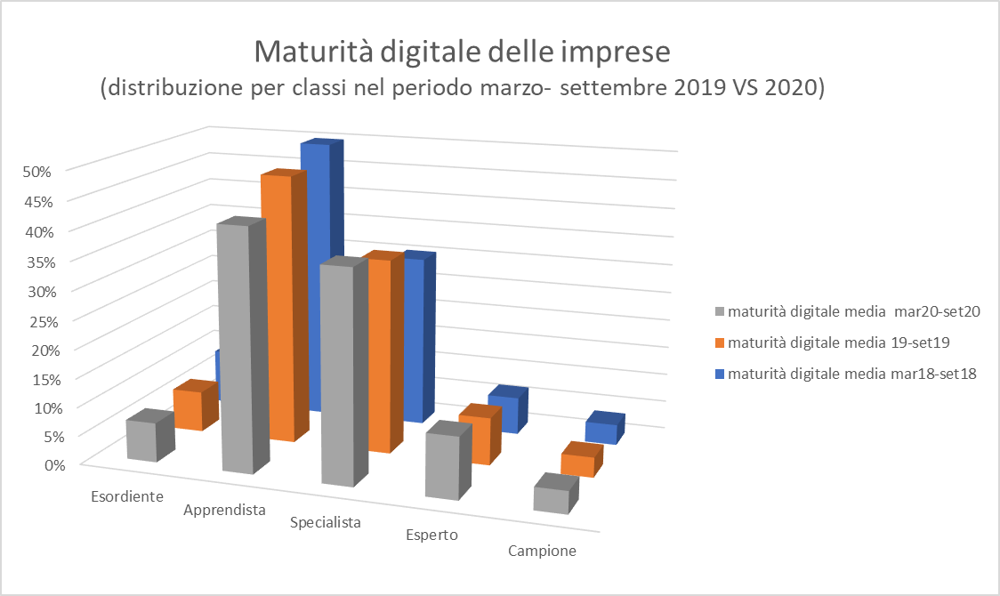 Maturità digitale delle imprese
(distribuzione per classi nel periodo marzo- settembre 2019 VS 2020)
50%
45%
40%
35%
30%
25%
20%
15%
10%
5%
0%
Esordiente
Apprendista
Specialista
Esperto
Campione
maturità digitale media  mar20-set20
maturità digitale media 19-set19
maturità digitale media mar18-set18